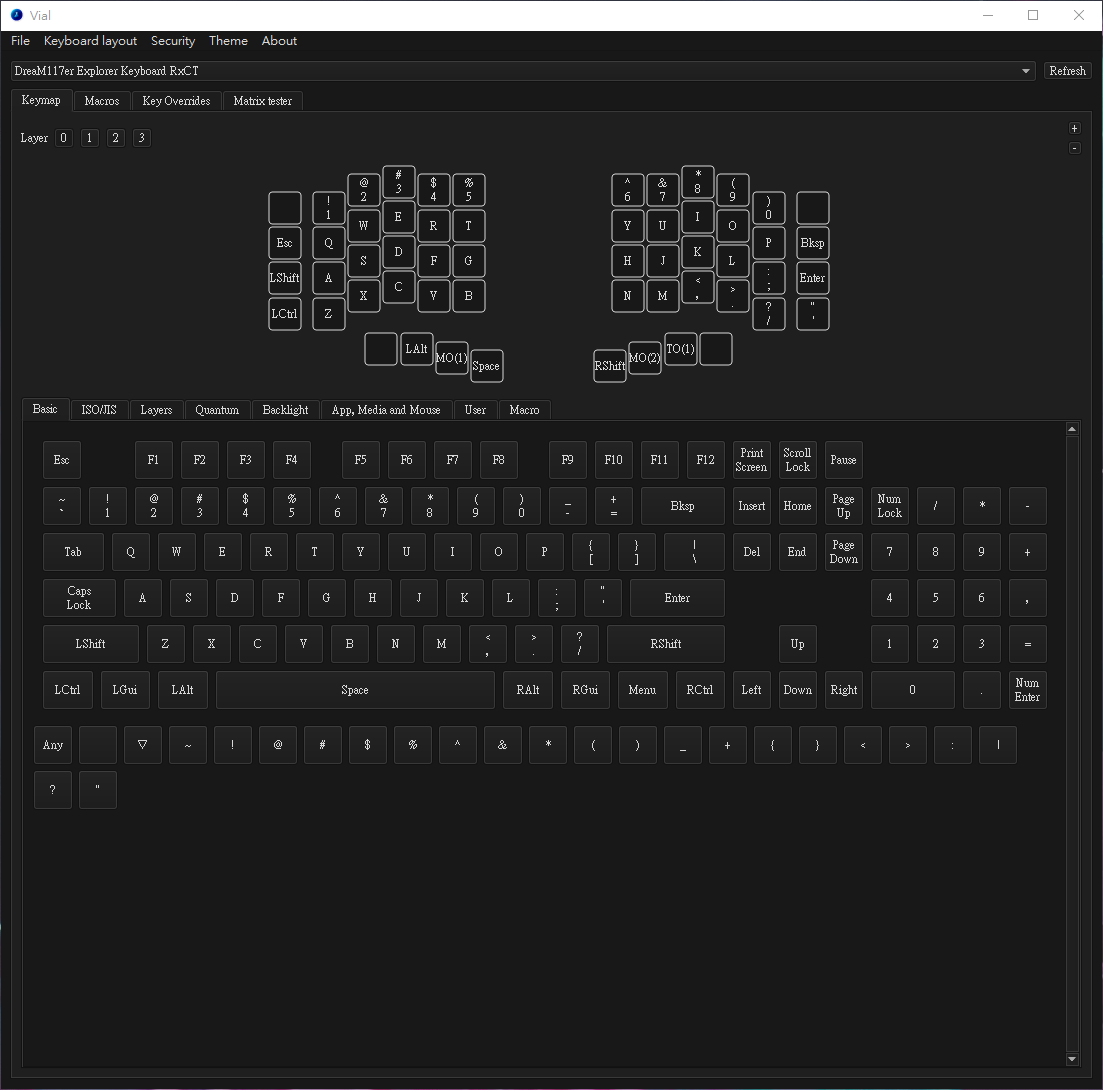 Vial
File Keyboard layout Security Theme About
DreaM117er Explorer Keyboard RxCT Refresh
Keymap Macros Key Overrides Matrix tester
Layer 0 1 2 3 +
-
! 1 @ 2 # 3 $ 4 % 5 ^ 6 & 7 * 8 ( 9 ) 0
Esc Q W E R T Y U I O P Bksp
LShift A S D F G H J K L : ; Enter
LCtrl Z X C V B N M < , > . ? / " '
LAlt MO(1) Space RShift MO(2) TO(1)
Basic ISO/JIS Layers Quantum Backlight App, Media and Mouse User Macro
Esc F1 F2 F3 F4 F5 F6 F7 F8 F9 F10 F11 F12 Print Screen Scroll Lock Pause
~ ` ! 1 @ 2 # 3 $ 4 % 5 ^ 6 & 7 * 8 ( 9 ) 0 _ - + = Bksp Insert Home Page Up Num Lock / * -
Tab Q W E R T Y U I O P { [ } ] | \ Del End Page Down 7 8 9 +
Caps Lock A S D F G H J K L : ; " ' Enter 4 5 6 ,
LShift Z X C V B N M < , > . ? / RShift Up 1 2 3 =
LCtrl LGui LAlt Space RAlt RGui Menu RCtrl Left Down Right 0 . Num Enter
Any ▽ ~ ! @ # $ % ^ & * ( ) _ + { } < > : |
? "